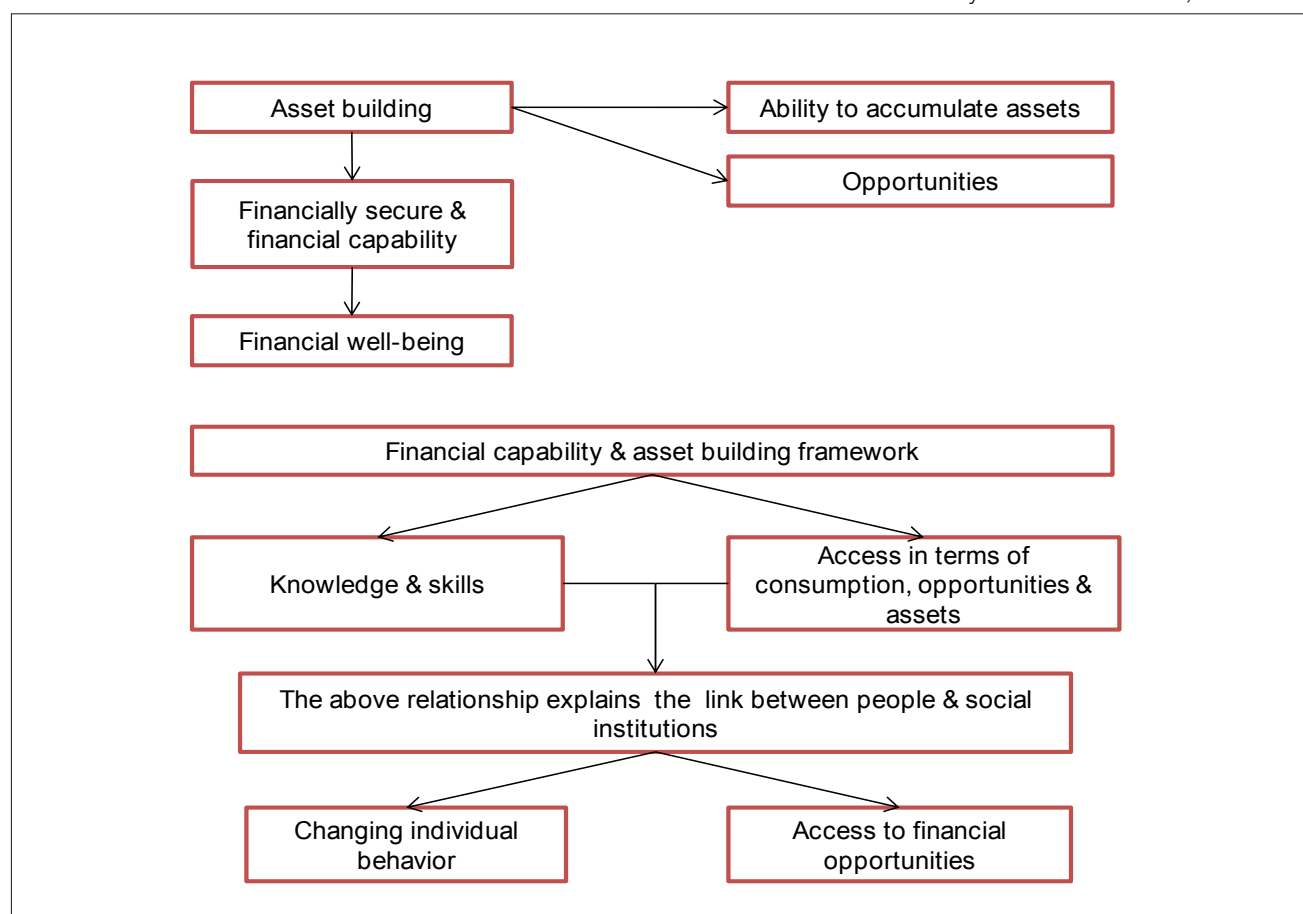 Asset building
Ability to accumulate assets
Opportunities
Financially secure &
financial capability
Financial well-being
Financial capability & asset building framework
Knowledge & skills
Access in terms of
consumption, opportunities &
assets
The above relationship explains the link between people & social
institutions
Changing individual
behavior
Access to financial
opportunities